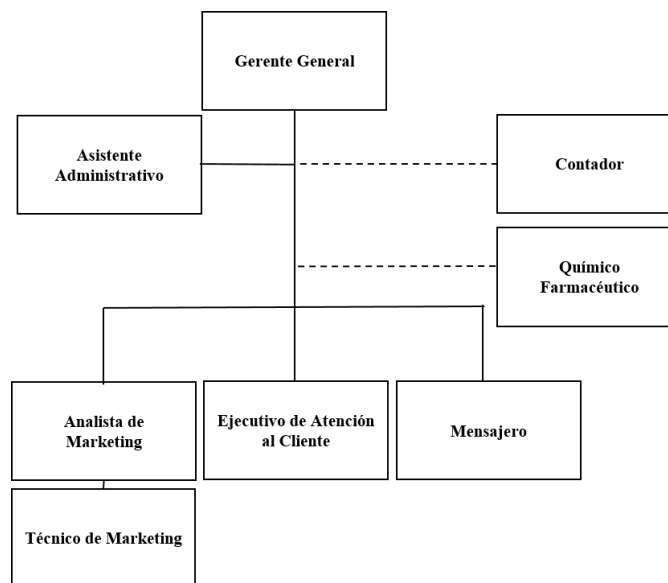 Gerente General
Asistente
Administrativo
Contador
Químico
Farmacéutico
Analista de
Marketing
Ejecutivo de Atención
al Cliente
Mensajero
Técnico de Marketing